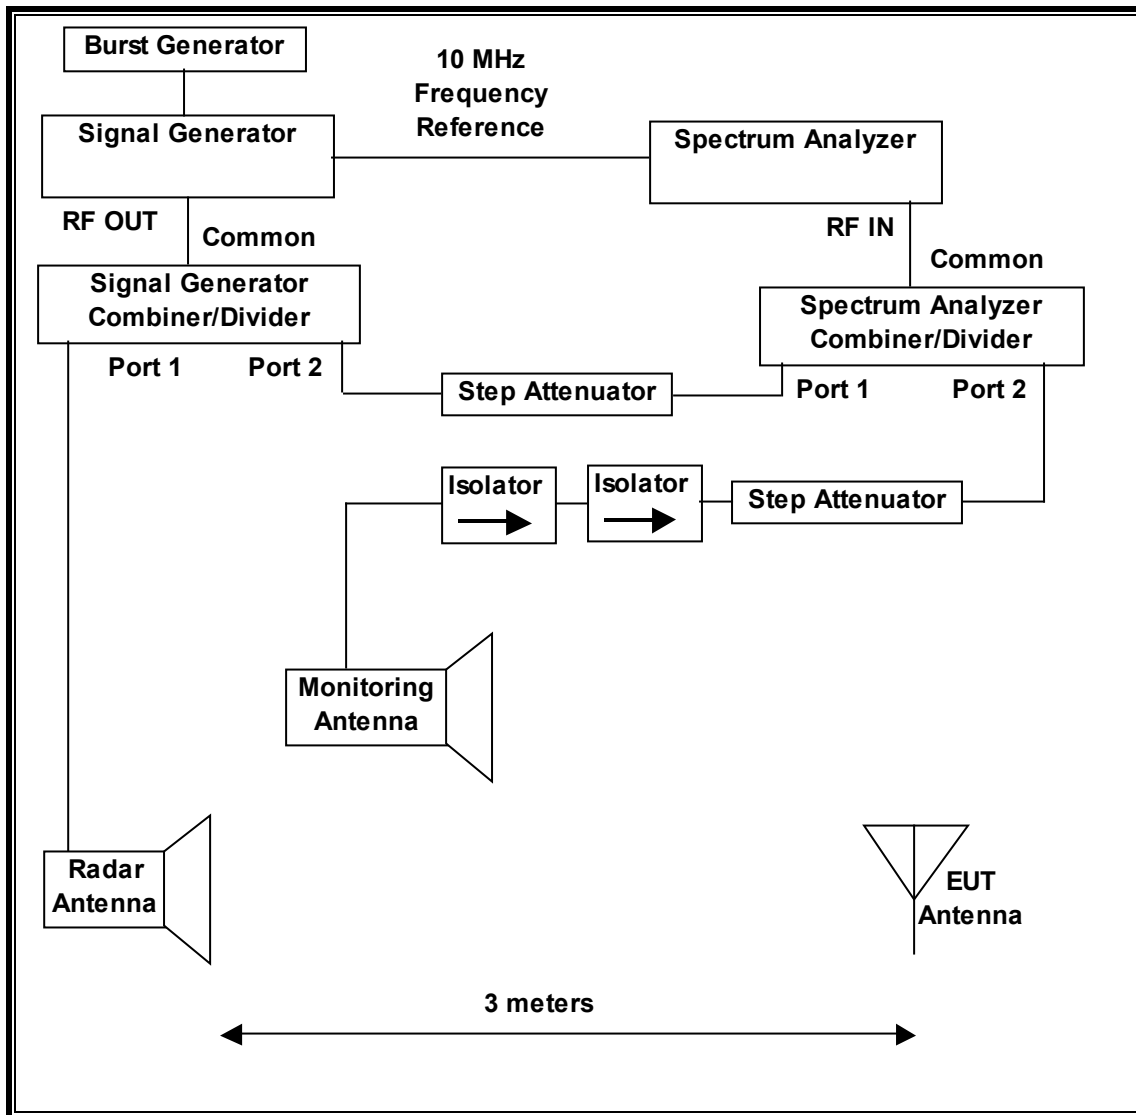 Burst Generator
10 MHz
Frequency
Reference
Signal Generator
Spectrum Analyzer
RF OUT
Common
RF IN
Common
Signal Generator
Combiner/Divider
Spectrum Analyzer
Combiner/Divider
Port 1
Port 2
Step Attenuator
Port 1
Port 2
Isolator
Isolator
Step Attenuator
Monitoring
Antenna
Radar
Antenna
EUT
Antenna
3 meters